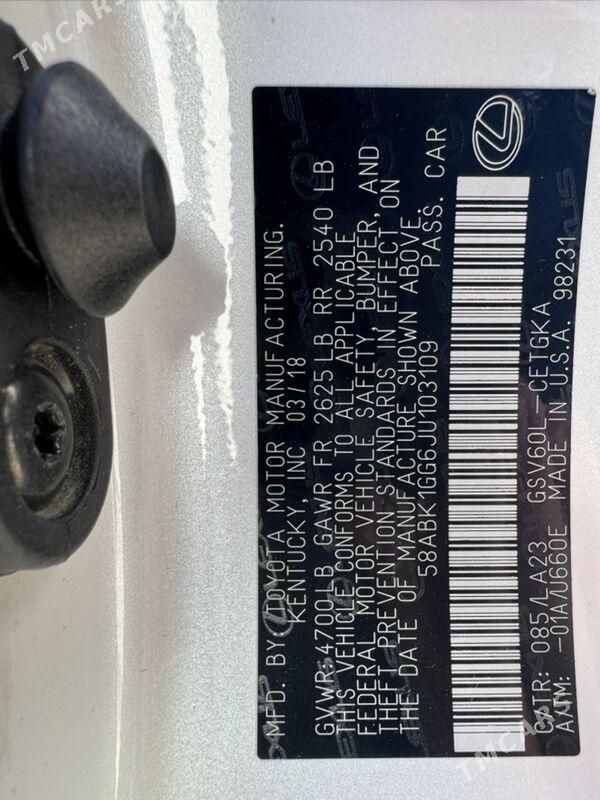 MFD. BY TOYOTA MOTOR MANUFACTURING,
KENTUCKY, INC 03/18
GVWR:4700LB GAWR FR 2625LB RR 2540 LB
THIS VEHICLE CONFORMS TO ALL APPLICABLE
FEDERAL MOTOR VEHICLE SAFETY, BUMPER, AND
THEFT PREVENTION STANDARDS IN EFFECT ON
THE DATE OF MANUFACTURE SHOWN ABOVE.
58ABK1GG6JU103109 PASS. CAR
C/TR: 085/LA23 GSV60L-CETGKA
A/TM: -01A/U660E MADE IN U.S.A. 98231
TMCARS
TMCARS